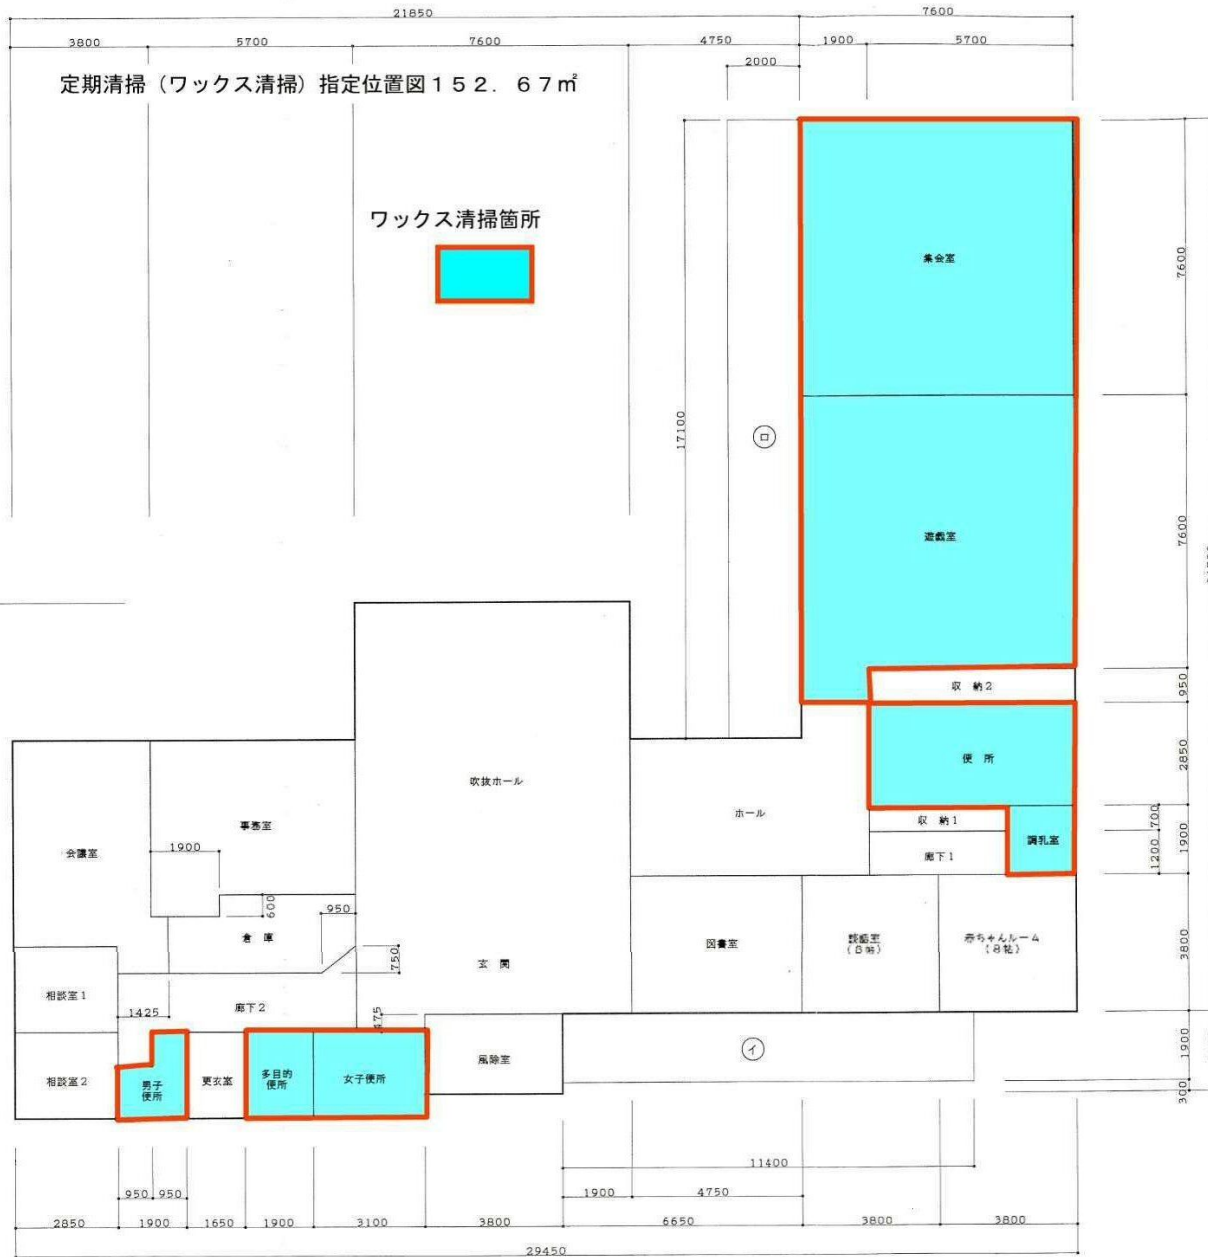 21850
7600
3800
5700
7600
4750
1900
5700
2000
定期清掃（ワックス清掃）指定位置図１５２．６７㎡
ワックス清掃箇所
集会室
7600
17100
ロ
遊戯室
7600
収納2
950
便所
2850
吹抜ホール
ホール
事務室
会議室
1900
収納1
700
廊下1
1200
調乳室
1900
600
950
倉庫
750
玄関
図書室
談話室
赤ちゃんルーム
（8帖）
3800
相談室1
1425
廊下2
475
相談室2
男子
便所
更衣室
多目的
便所
女子便所
風除室
イ
1900
300
11400
950
950
1900
4750
2850
1900
1650
1900
3100
3800
6650
3800
3800
29450